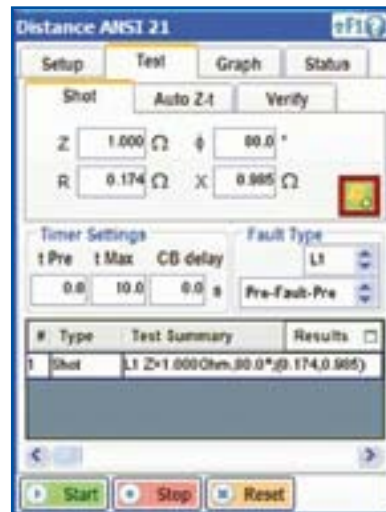 Distance ANSI 21 F1
Setup Test Graph Status
Shot Auto Z-t Verify
Z 1.000 Ω ϕ 80.0 °
R 0.174 Ω X 0.985 Ω
Timer Settings Fault Type
t Pre t Max CB delay L1
0.0 10.0 0.0 s Pre-Fault-Pre
# Type Test Summary Results
1 Shot L1 Z=1.000Ohm,80.0°;(0.174,0.985)
Start Stop Reset